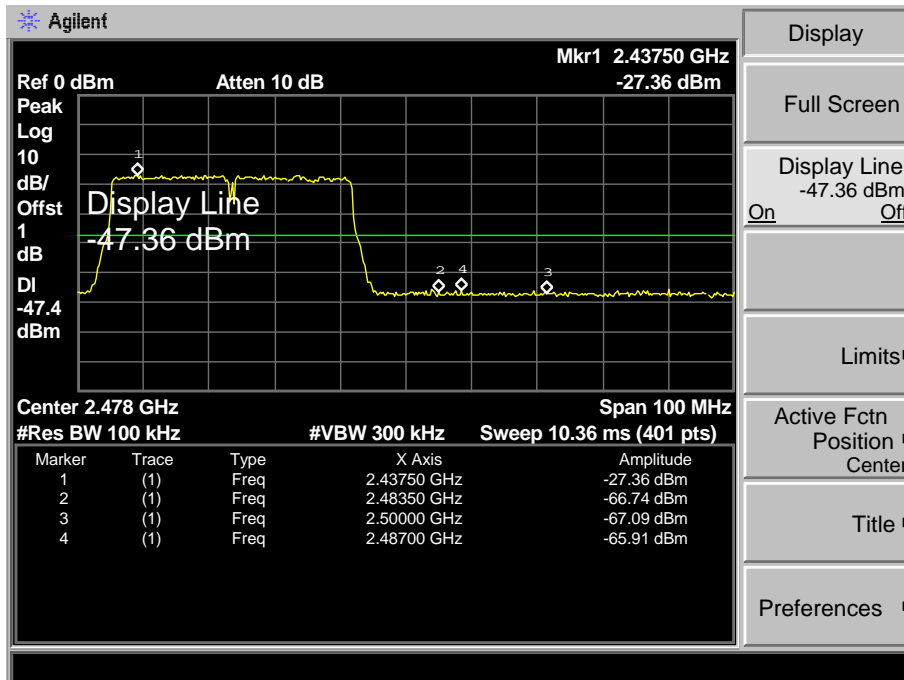 Agilent
Mkr1 2.43750 GHz
Ref 0 dBm Atten 10 dB -27.36 dBm
Peak
Log
10
dB/
Offst
1
dB
DI
-47.4
dBm
1
Display Line
-47.36 dBm
2 4 3
Center 2.478 GHz Span 100 MHz
#Res BW 100 kHz #VBW 300 kHz Sweep 10.36 ms (401 pts)
Marker Trace Type X Axis Amplitude
1 (1) Freq 2.43750 GHz -27.36 dBm
2 (1) Freq 2.48350 GHz -66.74 dBm
3 (1) Freq 2.50000 GHz -67.09 dBm
4 (1) Freq 2.48700 GHz -65.91 dBm
Display
Full Screen
Display Line
-47.36 dBm
On Off
Limits
Active Fctn
Position
Center
Title
Preferences